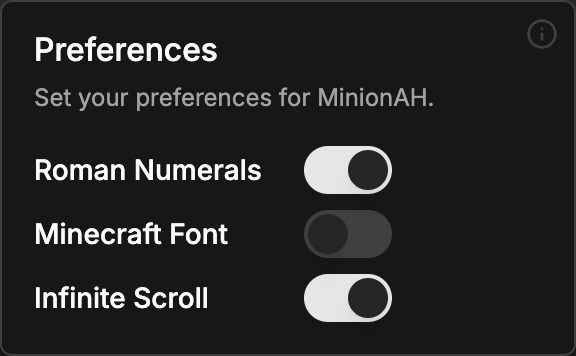 Preferences
Set your preferences for MinionAH.
Roman Numerals
Minecraft Font
Infinite Scroll